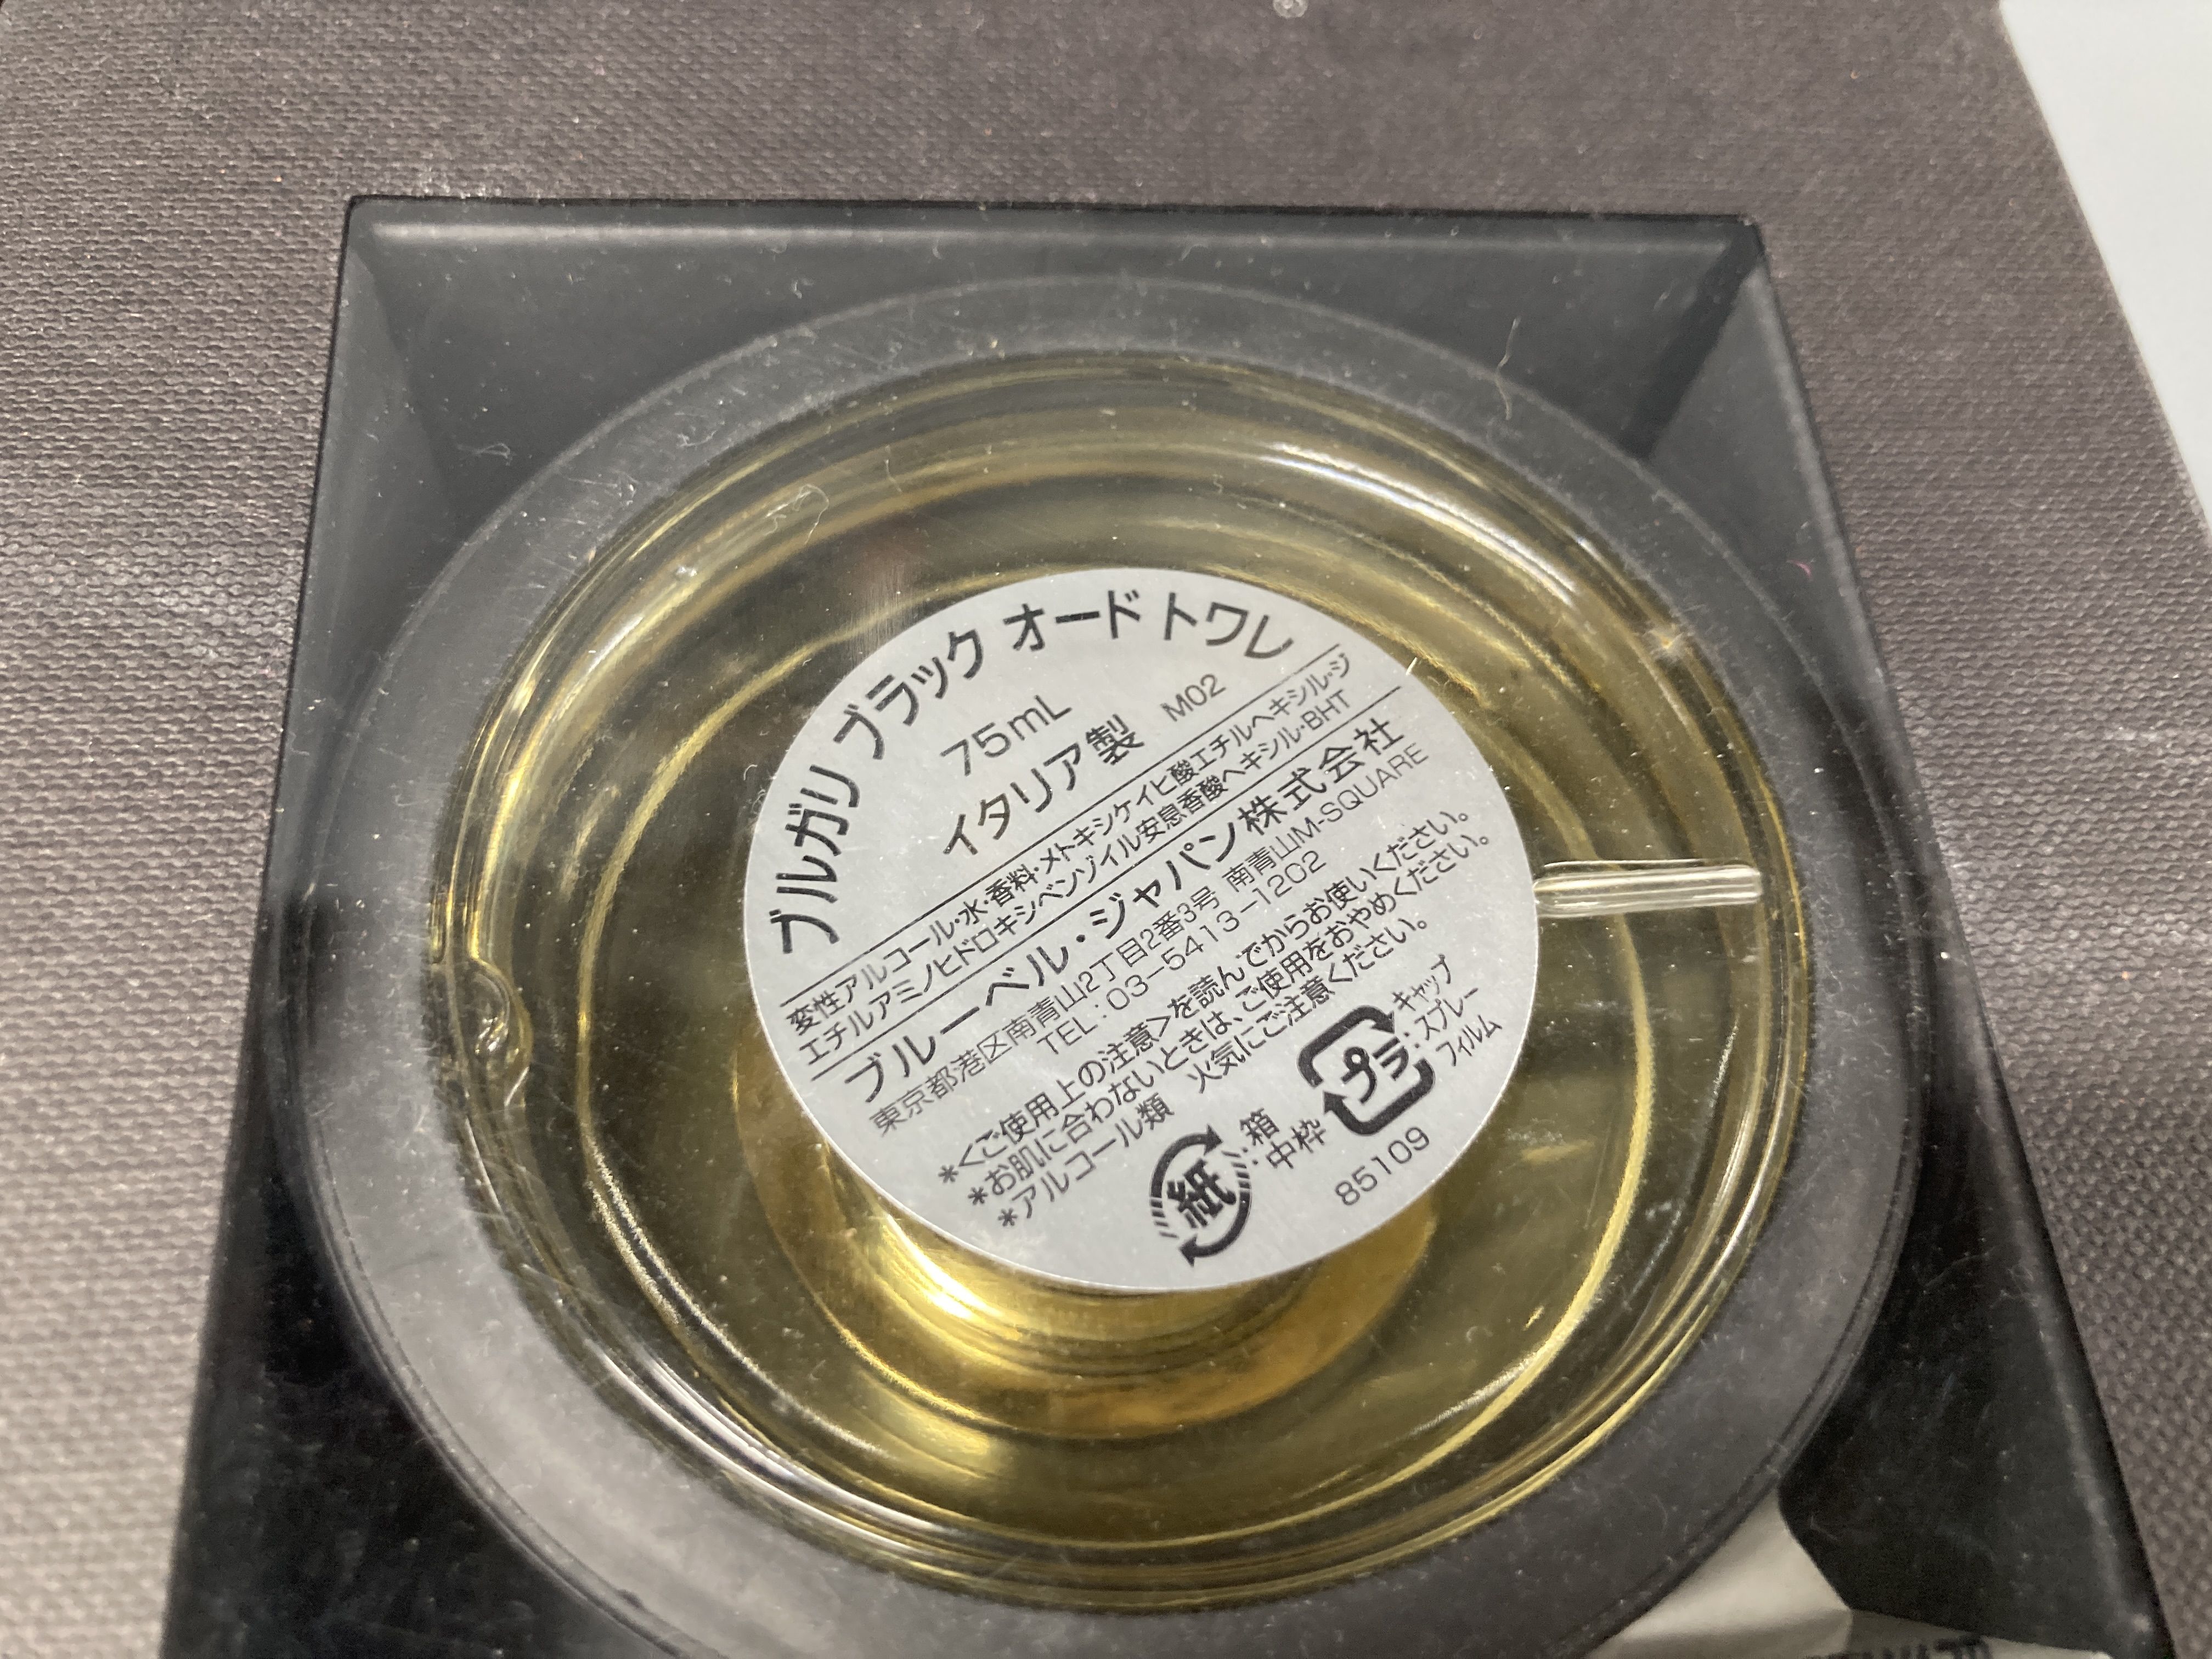 ブルガリ ブラック オード トワレ
75mL
イタリア製 M02
変性アルコール・水・香料・メトキシケイヒ酸エチルヘキシル・ジ
エチルアミノヒドロキシベンゾイル安息香酸ヘキシル・BHT
ブルーベル・ジャパン株式会社
東京都港区南青山2丁目2番3号 南青山M-SQUARE
TEL:03-5413-1202
*<ご使用上の注意>を読んでからお使いください。
*お肌に合わないときは、ご使用をおやめください。
*アルコール類 火気にご注意ください。
紙:箱 中枠
プラ:キャップ スプレー フィルム
85109